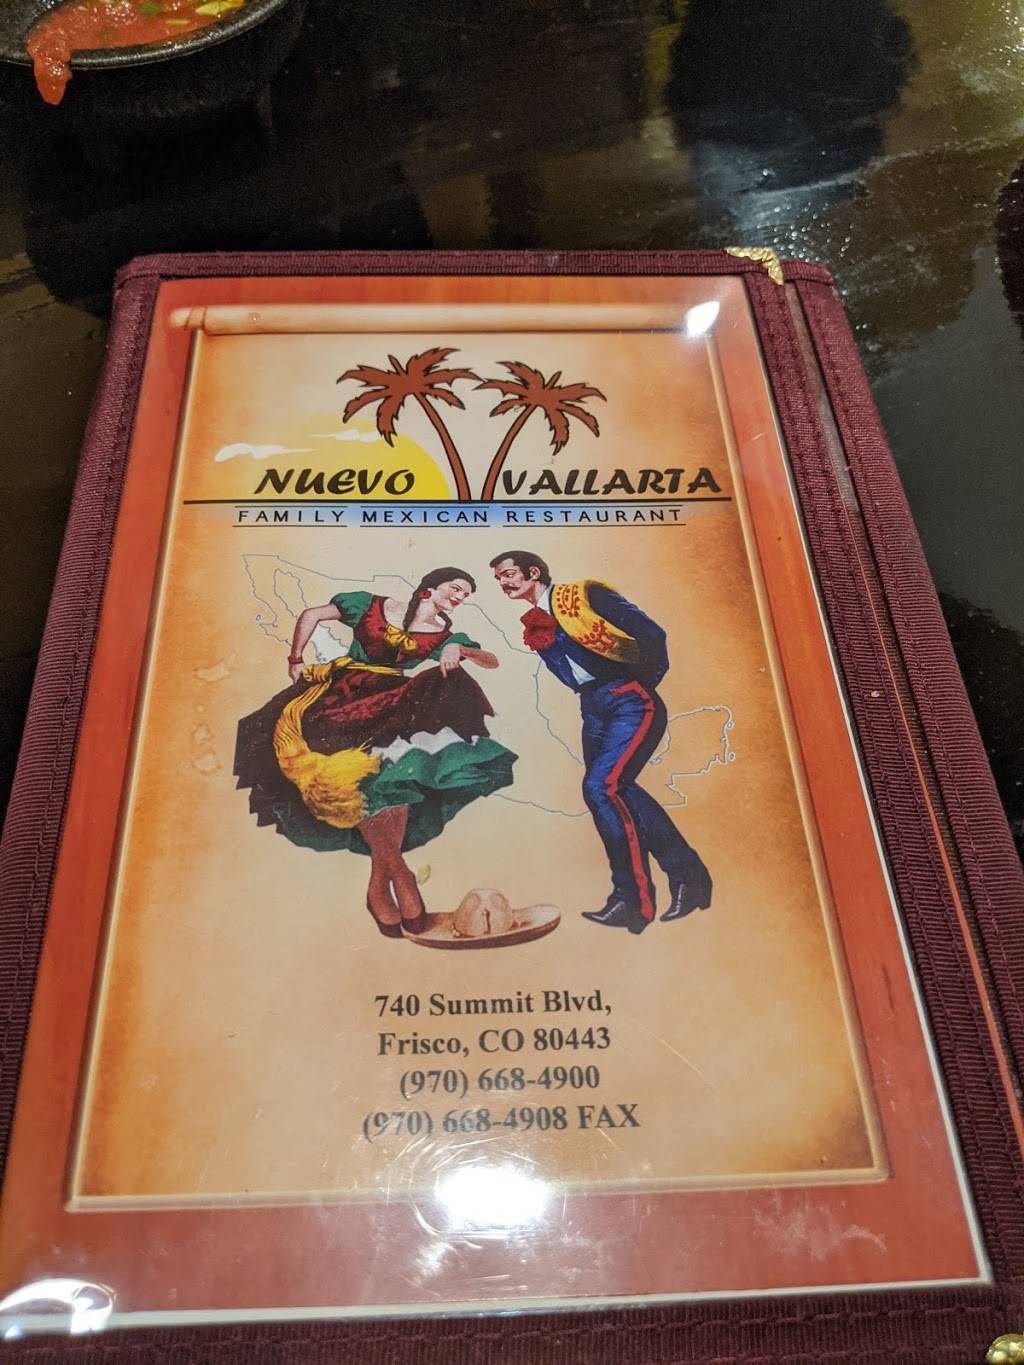 NUEVO VALLARTA
FAMILY MEXICAN RESTAURANT
740 Summit Blvd,
Frisco, CO 80443
(970) 668-4900
(970) 668-4908 FAX